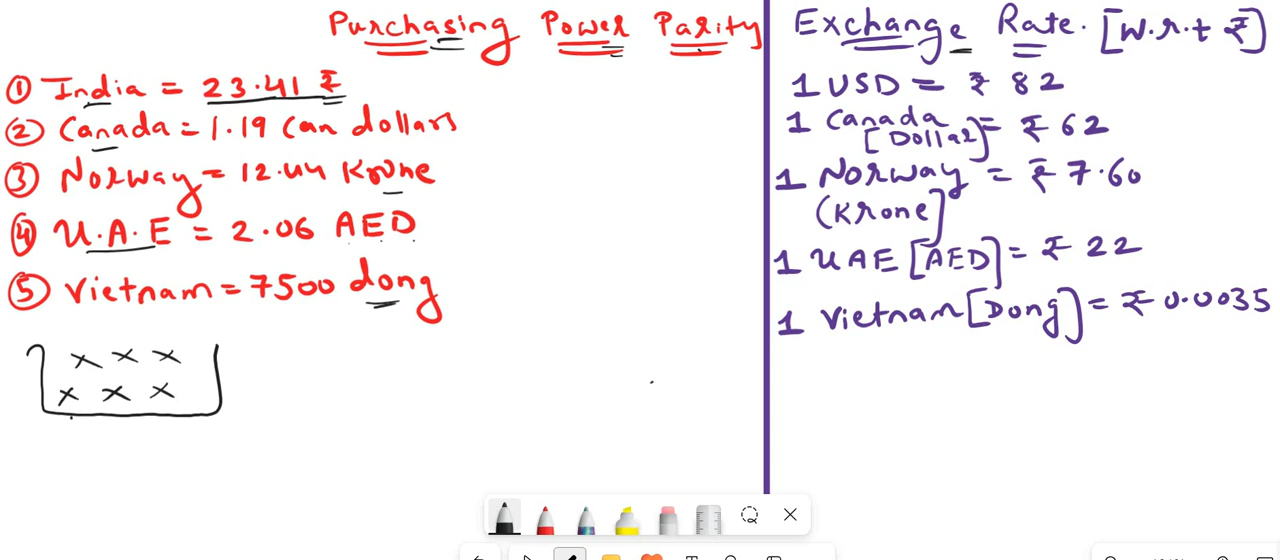 Purchasing Power Parity
① India = 23.41 ₹
② Canada = 1.19 Can dollars
③ Norway = 12.44 Krone
④ U.A.E = 2.06 AED
⑤ Vietnam = 7500 dong
x x x
x x x
Exchange Rate. [W.r.t ₹]
1 USD = ₹ 82
1 Canada [Dollar] = ₹ 62
1 Norway = ₹ 7.60
(Krone]
1 UAE [AED] = ₹ 22
1 Vietnam [Dong] = ₹ 0.0035